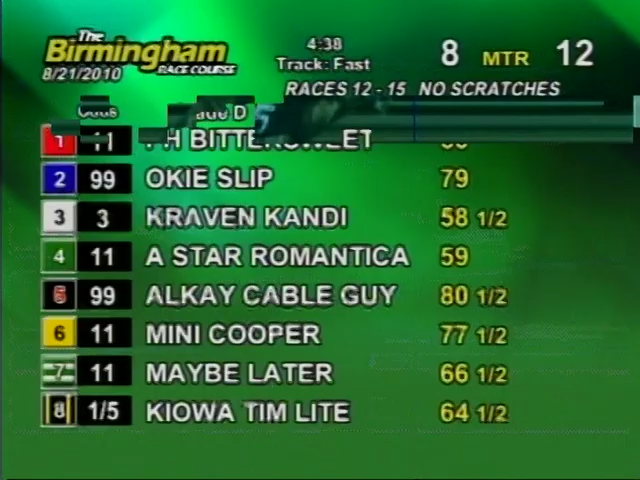 The
Birmingham
RACE COURSE
8/21/2010
4:38
Track: Fast
8 MTR 12
RACES 12 - 15 NO SCRATCHES
1 11
2 99 OKIE SLIP 79
3 3 KRAVEN KANDI 58 1/2
4 11 A STAR ROMANTICA 59
5 99 ALKAY CABLE GUY 80 1/2
6 11 MINI COOPER 77 1/2
7 11 MAYBE LATER 66 1/2
8 1/5 KIOWA TIM LITE 64 1/2